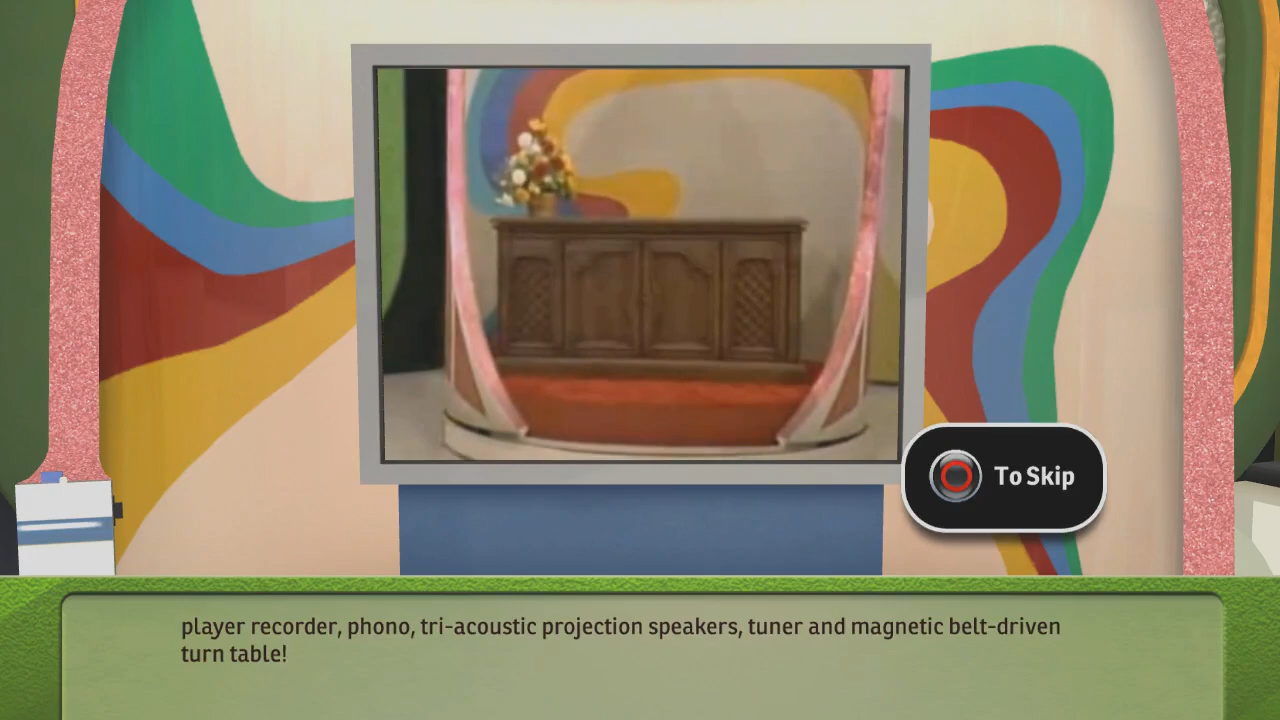 To Skip
player recorder, phono, tri-acoustic projection speakers, tuner and magnetic belt-driven
turn table!